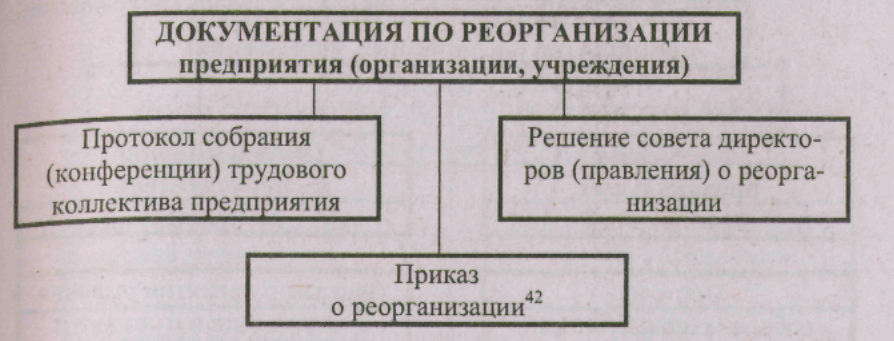 ДОКУМЕНТАЦИЯ ПО РЕОРГАНИЗАЦИИ
предприятия (организации, учреждения)
Протокол собрания
(конференции) трудового
коллектива предприятия
Решение совета директо-
ров (правления) о реорга-
низации
Приказ
о реорганизации⁴²